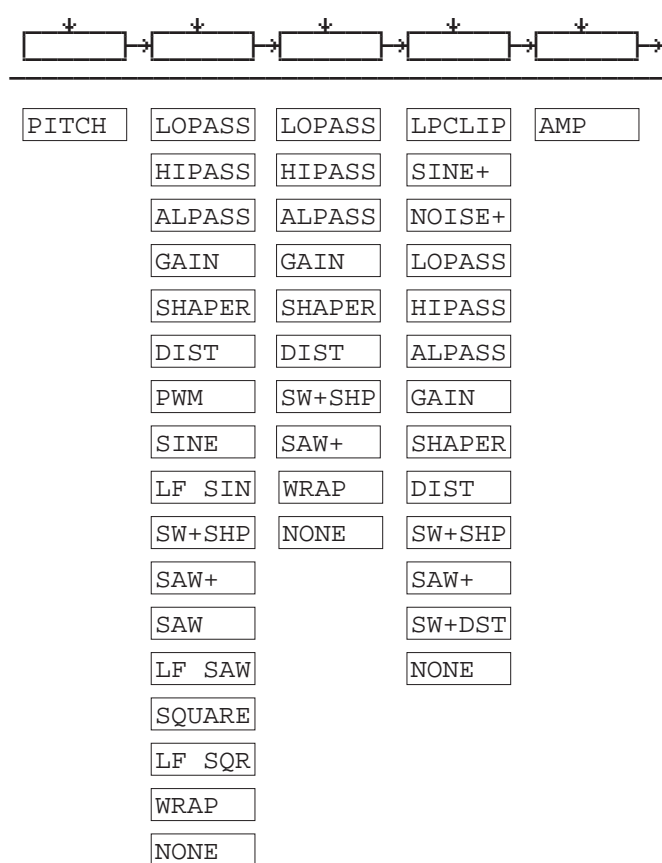 PITCH LOPASS LOPASS LPCLIP AMP
HIPASS HIPASS SINE+
ALPASS ALPASS NOISE+
GAIN GAIN LOPASS
SHAPER SHAPER HIPASS
DIST DIST ALPASS
PWM SW+SHP GAIN
SINE SAW+ SHAPER
LF SIN WRAP DIST
SW+SHP NONE SW+SHP
SAW+ SAW+
SAW SW+DST
LF SAW NONE
SQUARE
LF SQR
WRAP
NONE